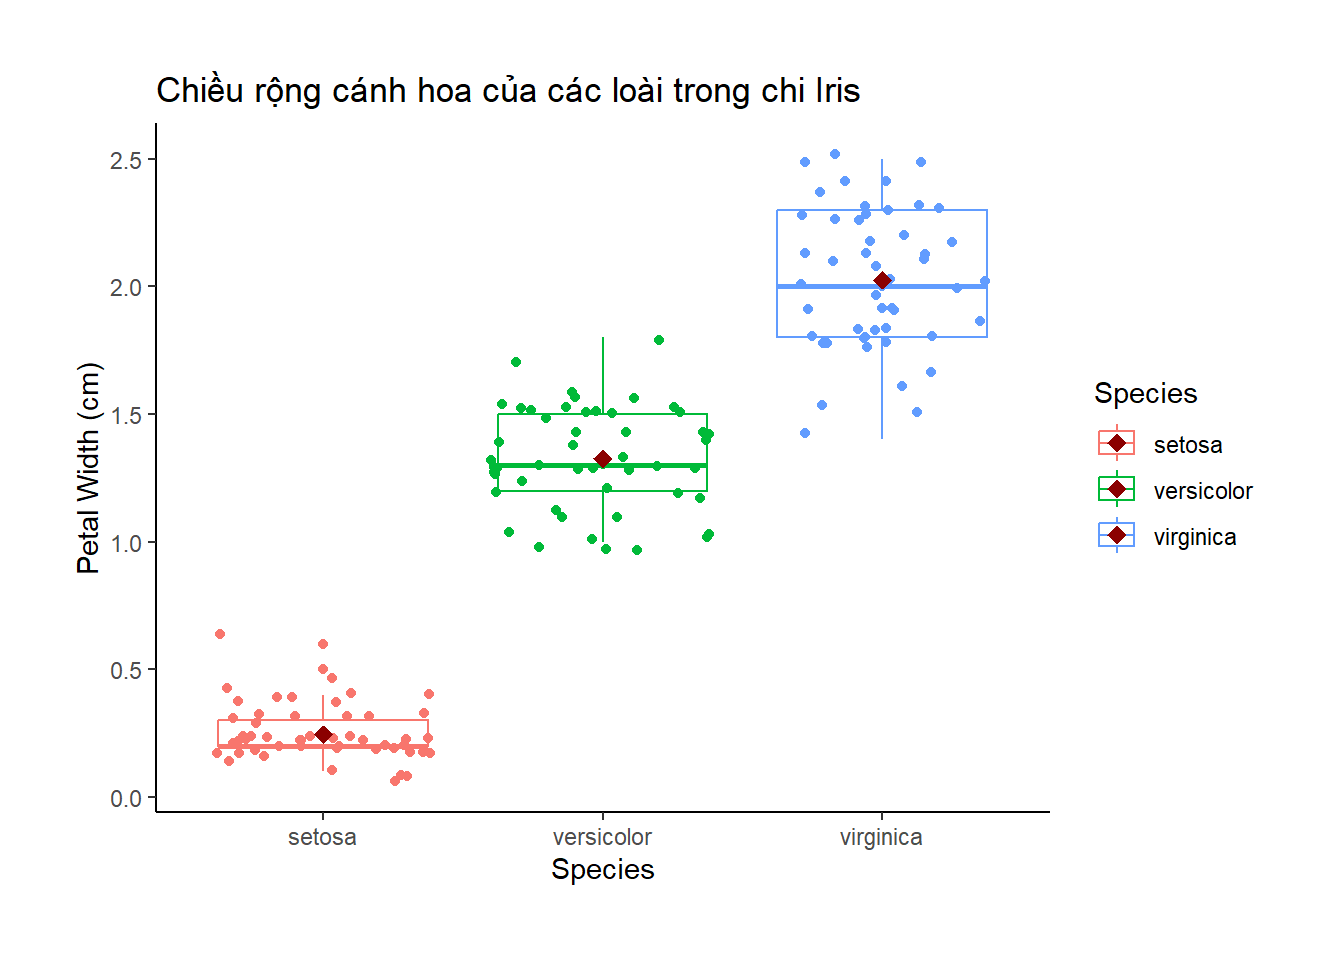 Chiều rộng cánh hoa của các loài trong chi Iris
Petal Width (cm)
2.5
2.0
1.5
1.0
0.5
0.0
setosa
versicolor
virginica
Species
Species
setosa
versicolor
virginica